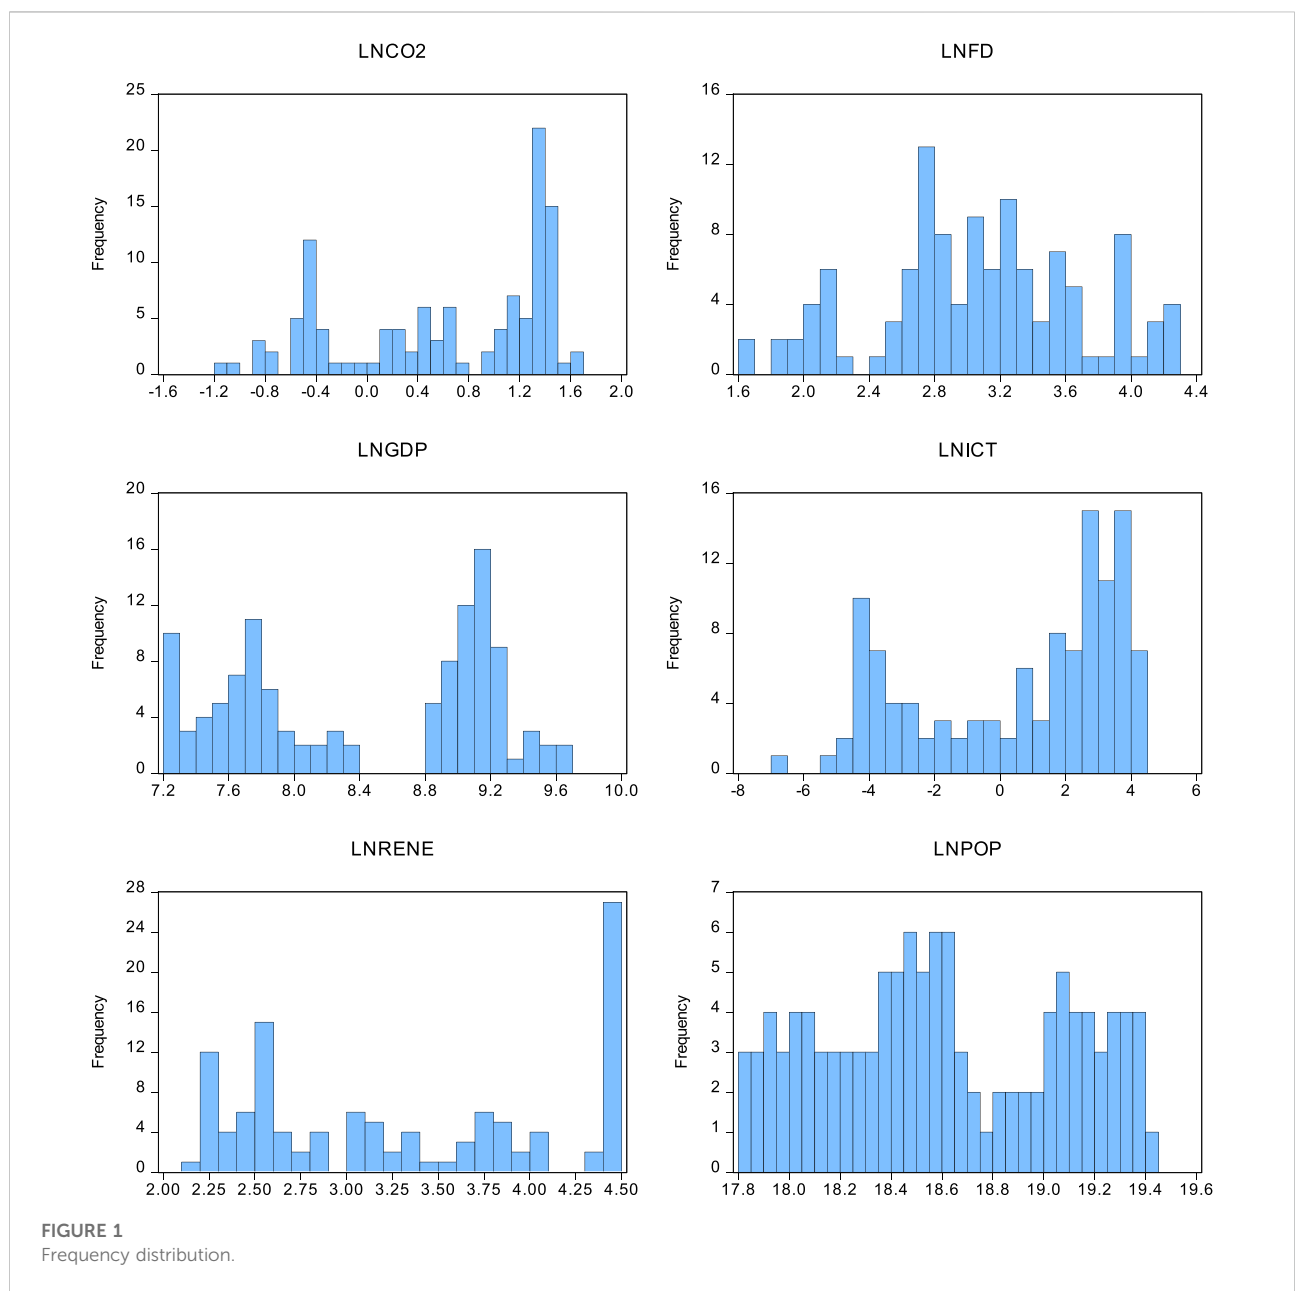 LNCO2
25
20
15
10
5
0
Frequency
-1.6 -1.2 -0.8 -0.4 0.0 0.4 0.8 1.2 1.6 2.0
LNFD
16
12
8
4
0
Frequency
1.6 2.0 2.4 2.8 3.2 3.6 4.0 4.4
LNGDP
20
16
12
8
4
0
Frequency
7.2 7.6 8.0 8.4 8.8 9.2 9.6 10.0
LNICT
16
12
8
4
0
Frequency
-8 -6 -4 -2 0 2 4 6
LNRENE
28
24
20
16
12
8
4
0
Frequency
2.00 2.25 2.50 2.75 3.00 3.25 3.50 3.75 4.00 4.25 4.50
LNPOP
7
6
5
4
3
2
1
0
Frequency
17.8 18.0 18.2 18.4 18.6 18.8 19.0 19.2 19.4 19.6
FIGURE 1
Frequency distribution.